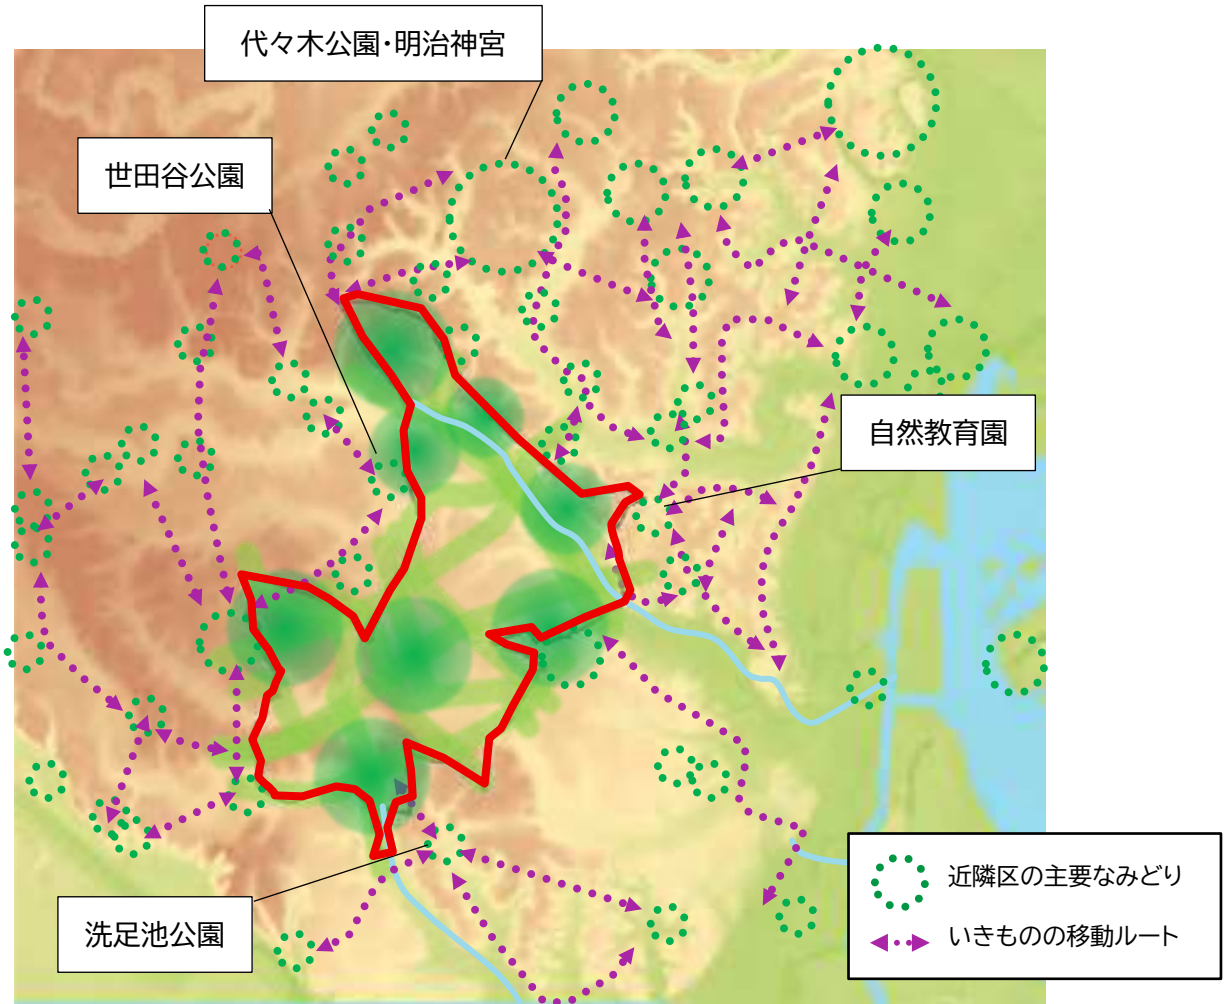 代々木公園・明治神宮
世田谷公園
自然教育園
洗足池公園
近隣区の主要なみどり
いきものの移動ルート